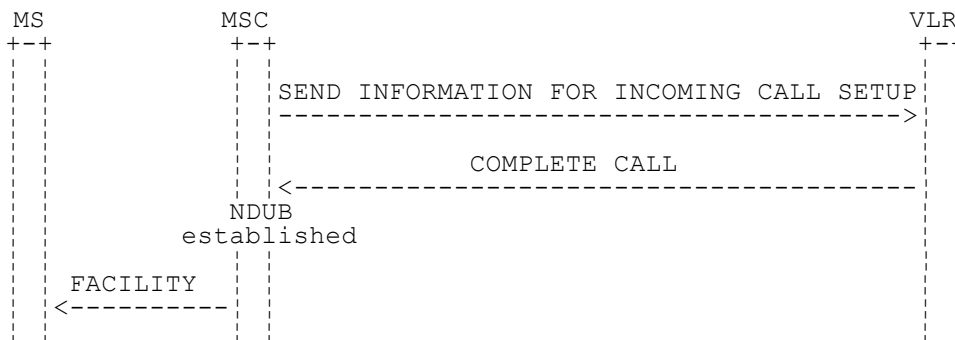 MS MSC VLR
SEND INFORMATION FOR INCOMING CALL SETUP
COMPLETE CALL
NDUB
established
FACILITY